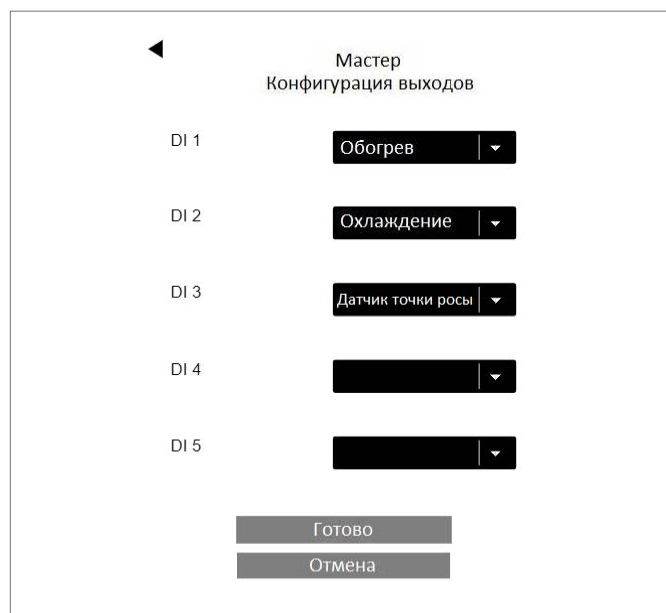 Мастер
Конфигурация выходов
DI 1 Обогрев
DI 2 Охлаждение
DI 3 Датчик точки росы
DI 4
DI 5
Готово
Отмена